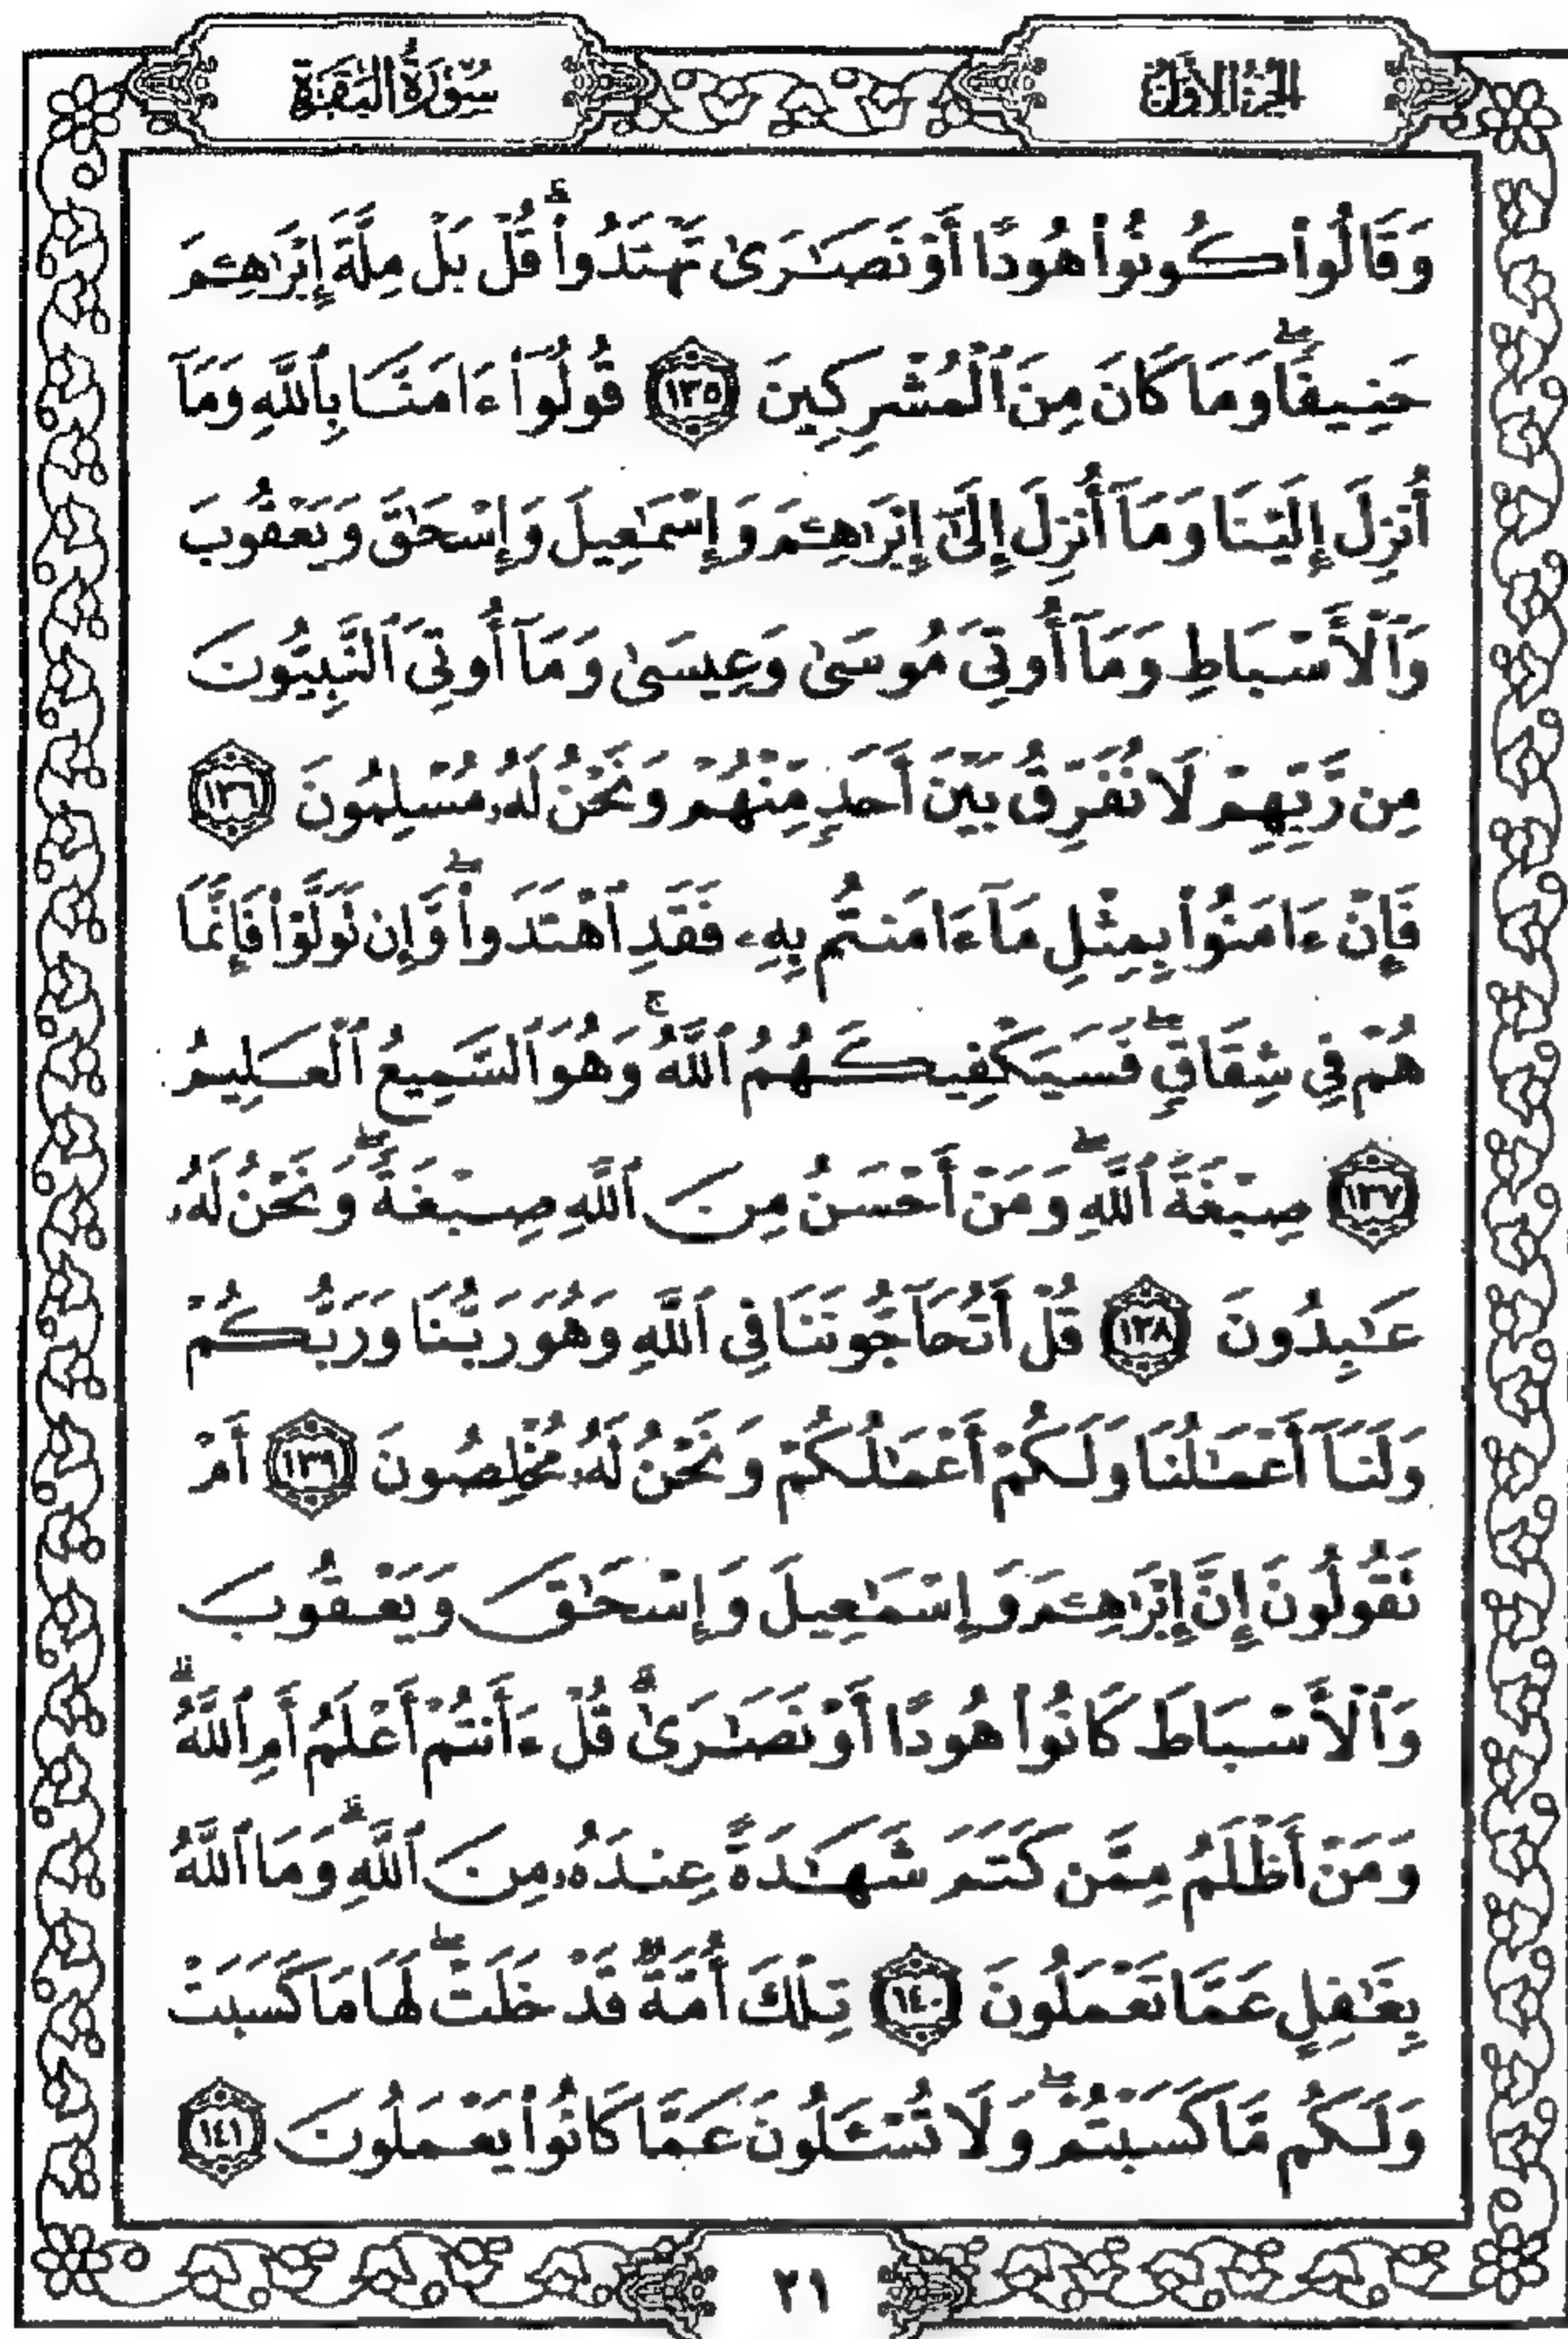 الجزء الأول
سورة البقرة
وَقَالُوا۟ كُونُوا۟ هُودًا أَوْ نَصَـٰرَىٰ تَهْتَدُوا۟ ۗ قُلْ بَلْ مِلَّةَ إِبْرَٰهِـۧمَ
حَنِيفًا ۖ وَمَا كَانَ مِنَ ٱلْمُشْرِكِينَ ١٣٥ قُولُوٓا۟ ءَامَنَّا بِٱللَّهِ وَمَآ
أُنزِلَ إِلَيْنَا وَمَآ أُنزِلَ إِلَىٰٓ إِبْرَٰهِـۧمَ وَإِسْمَـٰعِيلَ وَإِسْحَـٰقَ وَيَعْقُوبَ
وَٱلْأَسْبَاطِ وَمَآ أُوتِىَ مُوسَىٰ وَعِيسَىٰ وَمَآ أُوتِىَ ٱلنَّبِيُّونَ
مِن رَّبِّهِمْ لَا نُفَرِّقُ بَيْنَ أَحَدٍ مِّنْهُمْ وَنَحْنُ لَهُۥ مُسْلِمُونَ ١٣٦
فَإِنْ ءَامَنُوا۟ بِمِثْلِ مَآ ءَامَنتُم بِهِۦ فَقَدِ ٱهْتَدَوا۟ ۖ وَّإِن تَوَلَّوْا۟ فَإِنَّمَا
هُمْ فِى شِقَاقٍ ۖ فَسَيَكْفِيكَهُمُ ٱللَّهُ ۚ وَهُوَ ٱلسَّمِيعُ ٱلْعَلِيمُ
١٣٧ صِبْغَةَ ٱللَّهِ ۖ وَمَنْ أَحْسَنُ مِنَ ٱللَّهِ صِبْغَةً ۖ وَنَحْنُ لَهُۥ
عَـٰبِدُونَ ١٣٨ قُلْ أَتُحَآجُّونَنَا فِى ٱللَّهِ وَهُوَ رَبُّنَا وَرَبُّكُمْ
وَلَنَآ أَعْمَـٰلُنَا وَلَكُمْ أَعْمَـٰلُكُمْ وَنَحْنُ لَهُۥ مُخْلِصُونَ ١٣٩ أَمْ
نَقُولُونَ إِنَّ إِبْرَٰهِـۧمَ وَإِسْمَـٰعِيلَ وَإِسْحَـٰقَ وَيَعْقُوبَ
وَٱلْأَسْبَاطَ كَانُوا۟ هُودًا أَوْ نَصَـٰرَىٰ ۗ قُلْ ءَأَنتُمْ أَعْلَمُ أَمِ ٱللَّهُ ۗ
وَمَنْ أَظْلَمُ مِمَّن كَتَمَ شَهَـٰدَةً عِندَهُۥ مِنَ ٱللَّهِ ۗ وَمَا ٱللَّهُ
بِغَـٰفِلٍ عَمَّا تَعْمَلُونَ ١٤٠ تِلْكَ أُمَّةٌ قَدْ خَلَتْ ۖ لَهَا مَا كَسَبَتْ
وَلَكُم مَّا كَسَبْتُمْ ۖ وَلَا تُسْـَٔلُونَ عَمَّا كَانُوا۟ يَعْمَلُونَ ١٤١
٢١